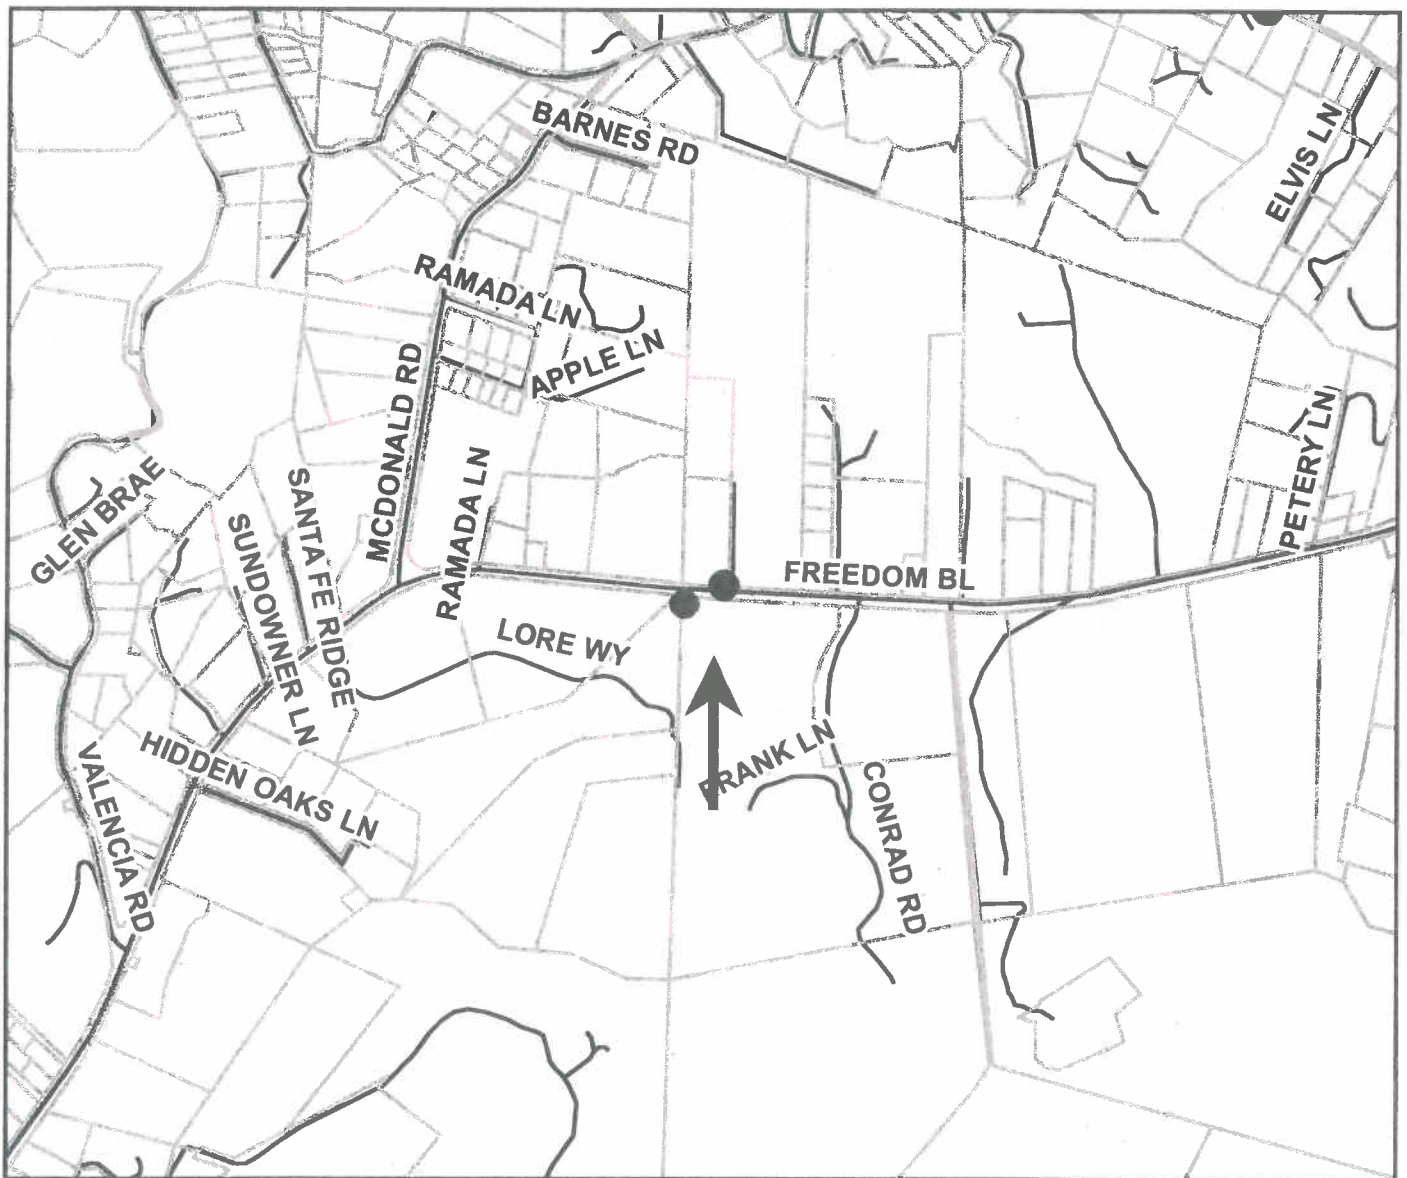 BARNES RD
ELVIS LN
RAMADA LN
APPLE LN
MCDONALD RD
PETERY LN
GLEN BRAE
SANTA FE RIDGE
RAMADA LN
SUNDOWNER LN
FREEDOM BL
LORE WY
HIDDEN OAKS LN
FRANK LN
VALENCIA RD
CONRAD RD